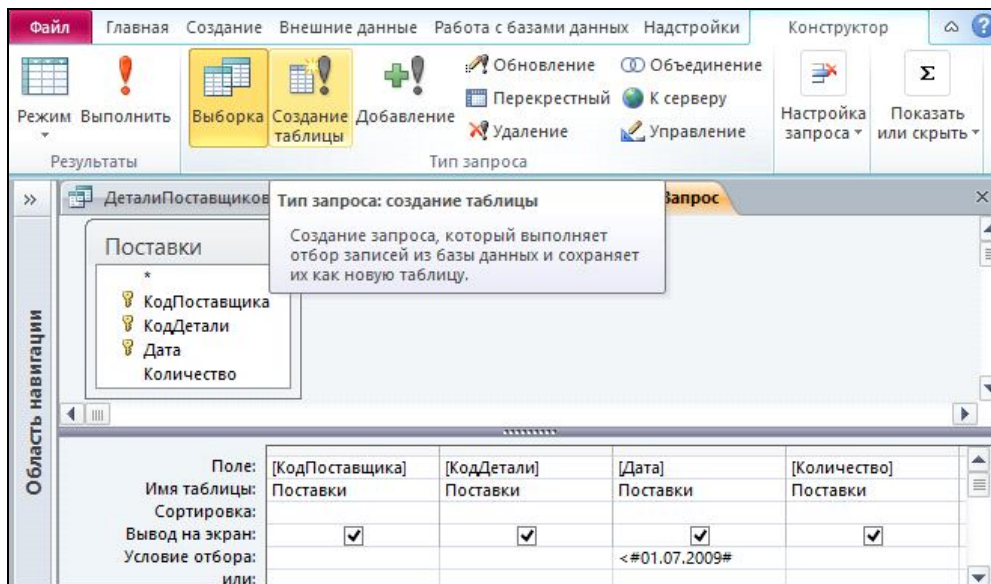 Файл Главная Создание Внешние данные Работа с базами данных Надстройки Конструктор
Режим Выполнить Выборка Создание таблицы Добавление
Обновление Объединение
Перекрестный К серверу
Удаление Управление
Настройка запроса
Показать или скрыть
Результаты Тип запроса
» ДеталиПоставщиков Запрос
Тип запроса: создание таблицы
Создание запроса, который выполняет
отбор записей из базы данных и сохраняет
их как новую таблицу.
Область навигации
Поставки
*
КодПоставщика
КодДетали
Дата
Количество
Поле: [КодПоставщика] [КодДетали] [Дата] [Количество]
Имя таблицы: Поставки Поставки Поставки Поставки
Сортировка:
Вывод на экран:
Условие отбора: <#01.07.2009#
или: